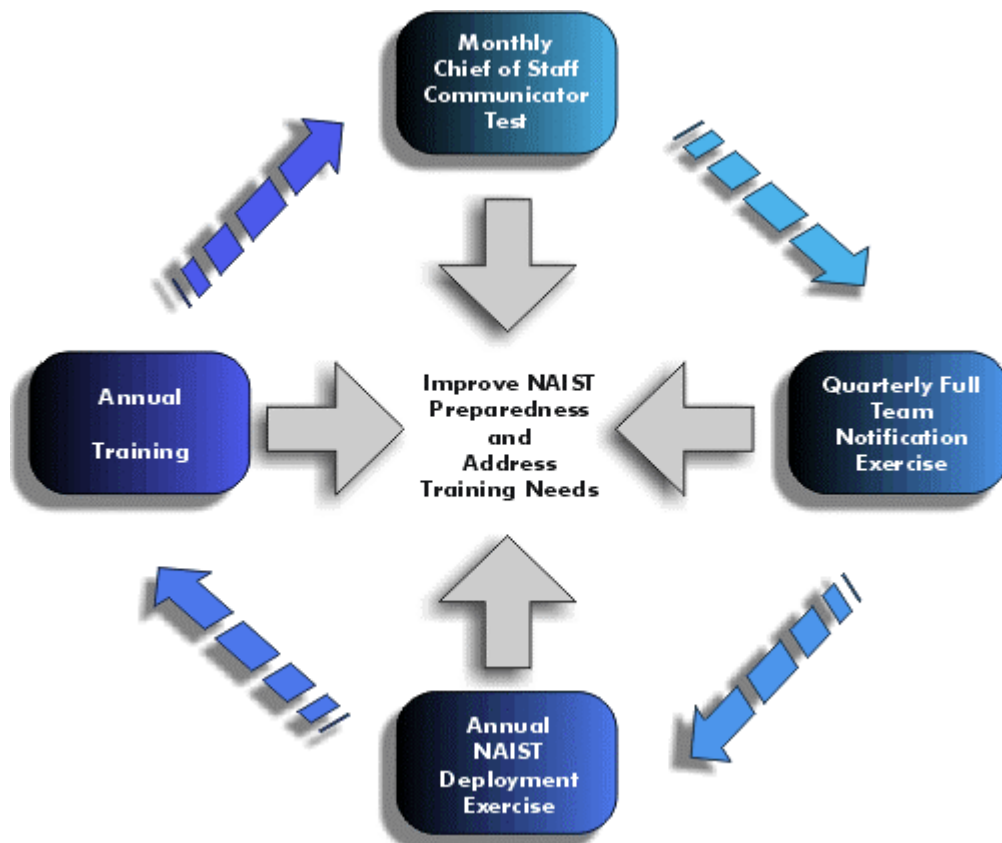 Monthly
Chief of Staff
Communicator
Test
Annual
Training
Improve NAIST
Preparedness
and
Address
Training Needs
Quarterly Full
Team
Notification
Exercise
Annual
NAIST
Deployment
Exercise